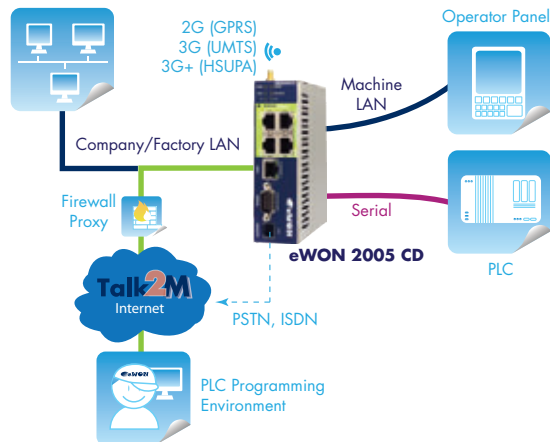 2G (GPRS)
3G (UMTS)
3G+ (HSUPA)
Operator Panel
Machine
LAN
Company/Factory LAN
Firewall
Proxy
Serial
eWON 2005 CD
PLC
Talk2M
Internet
PSTN, ISDN
eWON
PLC Programming
Environment